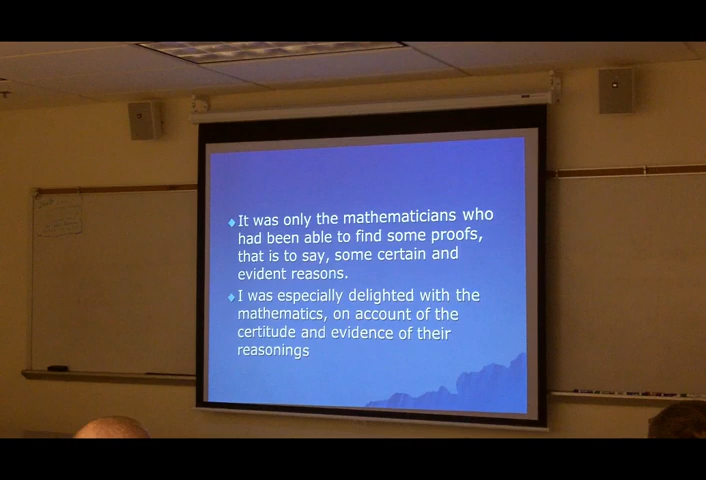 It was only the mathematicians who
had been able to find some proofs,
that is to say, some certain and
evident reasons.
I was especially delighted with the
mathematics, on account of the
certitude and evidence of their
reasonings